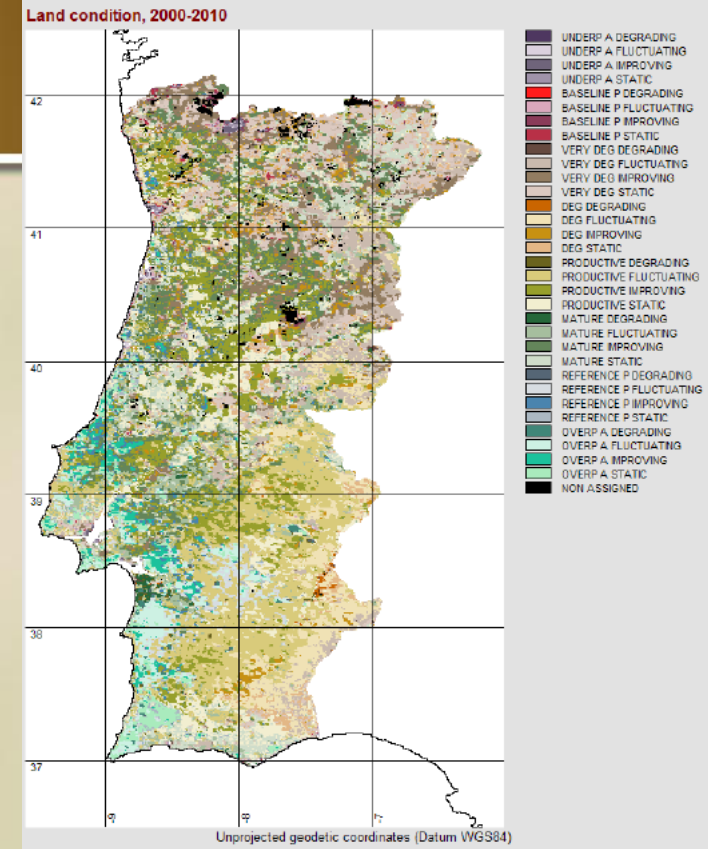 Land condition, 2000-2010
UNDERP A DEGRADING
UNDERP A FLUCTUATING
UNDERP A IMPROVING
UNDERP A STATIC
BASELINE P DEGRADING
BASELINE P FLUCTUATING
BASELINE P IMPROVING
BASELINE P STATIC
VERY DEG DEGRADING
VERY DEG FLUCTUATING
VERY DEG IMPROVING
VERY DEG STATIC
DEG DEGRADING
DEG FLUCTUATING
DEG IMPROVING
DEG STATIC
PRODUCTIVE DEGRADING
PRODUCTIVE FLUCTUATING
PRODUCTIVE IMPROVING
PRODUCTIVE STATIC
MATURE DEGRADING
MATURE FLUCTUATING
MATURE IMPROVING
MATURE STATIC
REFERENCE P DEGRADING
REFERENCE P FLUCTUATING
REFERENCE P IMPROVING
REFERENCE P STATIC
OVERP A DEGRADING
OVERP A FLUCTUATING
OVERP A IMPROVING
OVERP A STATIC
NON ASSIGNED
42
41
40
39
38
37
-9
-8
-7
Unprojected geodetic coordinates (Datum WGS84)